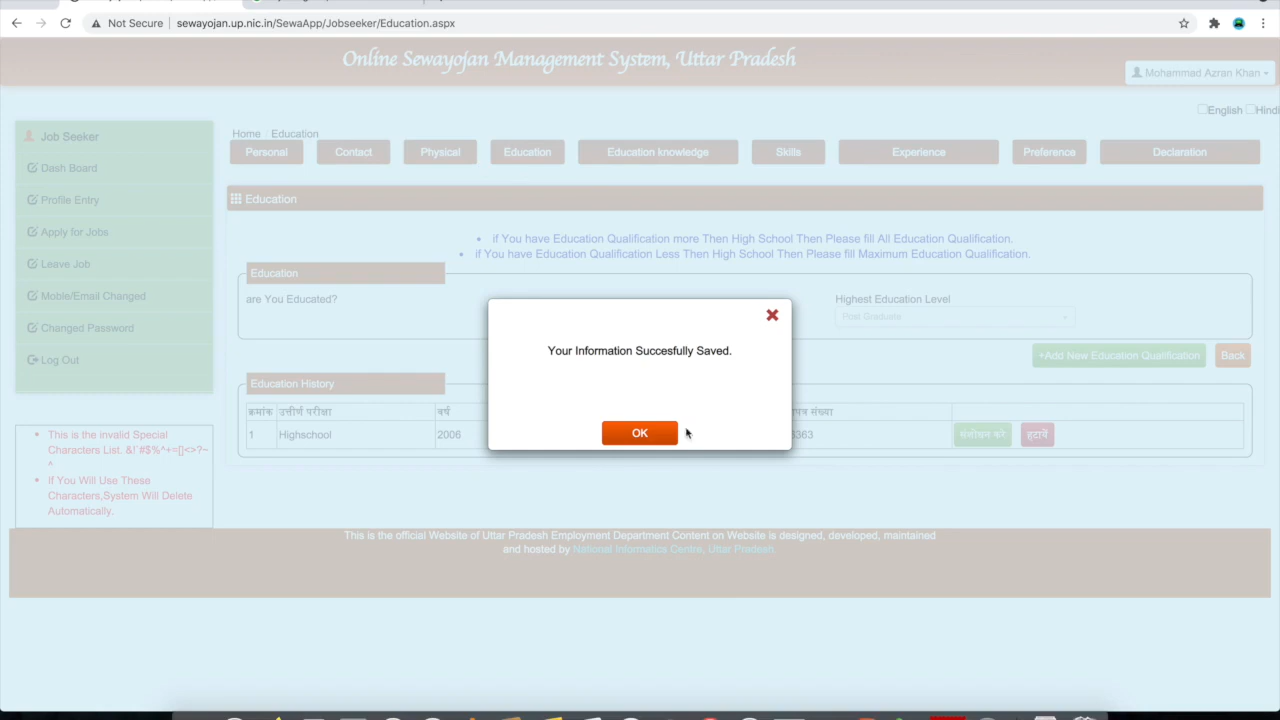 Not Secure
sewayojan.up.nic.in/SewaApp/Jobseeker/Education.aspx
Online Sewayojan Management System, Uttar Pradesh
Mohammad Azran Khan
English Hindi
Job Seeker
Dash Board
Profile Entry
Apply for Jobs
Leave Job
Moble/Email Changed
Changed Password
Log Out
This is the invalid Special
Characters List. &!`#$%^+=[]<>?~
^
If You Will Use These
Characters,System Will Delete
Automatically.
Home Education
Personal Contact Physical Education Education knowledge Skills Experience Preference Declaration
Education
if You have Education Qualification more Then High School Then Please fill All Education Qualification.
if You have Education Qualification Less Then High School Then Please fill Maximum Education Qualification.
Education
are You Educated?
Highest Education Level
Post Graduate
+Add New Education Qualification Back
Education History
क्रमांक उत्तीर्ण परीक्षा वर्ष संख्या
1 Highschool 2006 3363 संशोधन करे हटायें
Your Information Succesfully Saved.
OK
This is the official Website of Uttar Pradesh Employment Department Content on Website is designed, developed, maintained
and hosted by National Informatics Centre, Uttar Pradesh